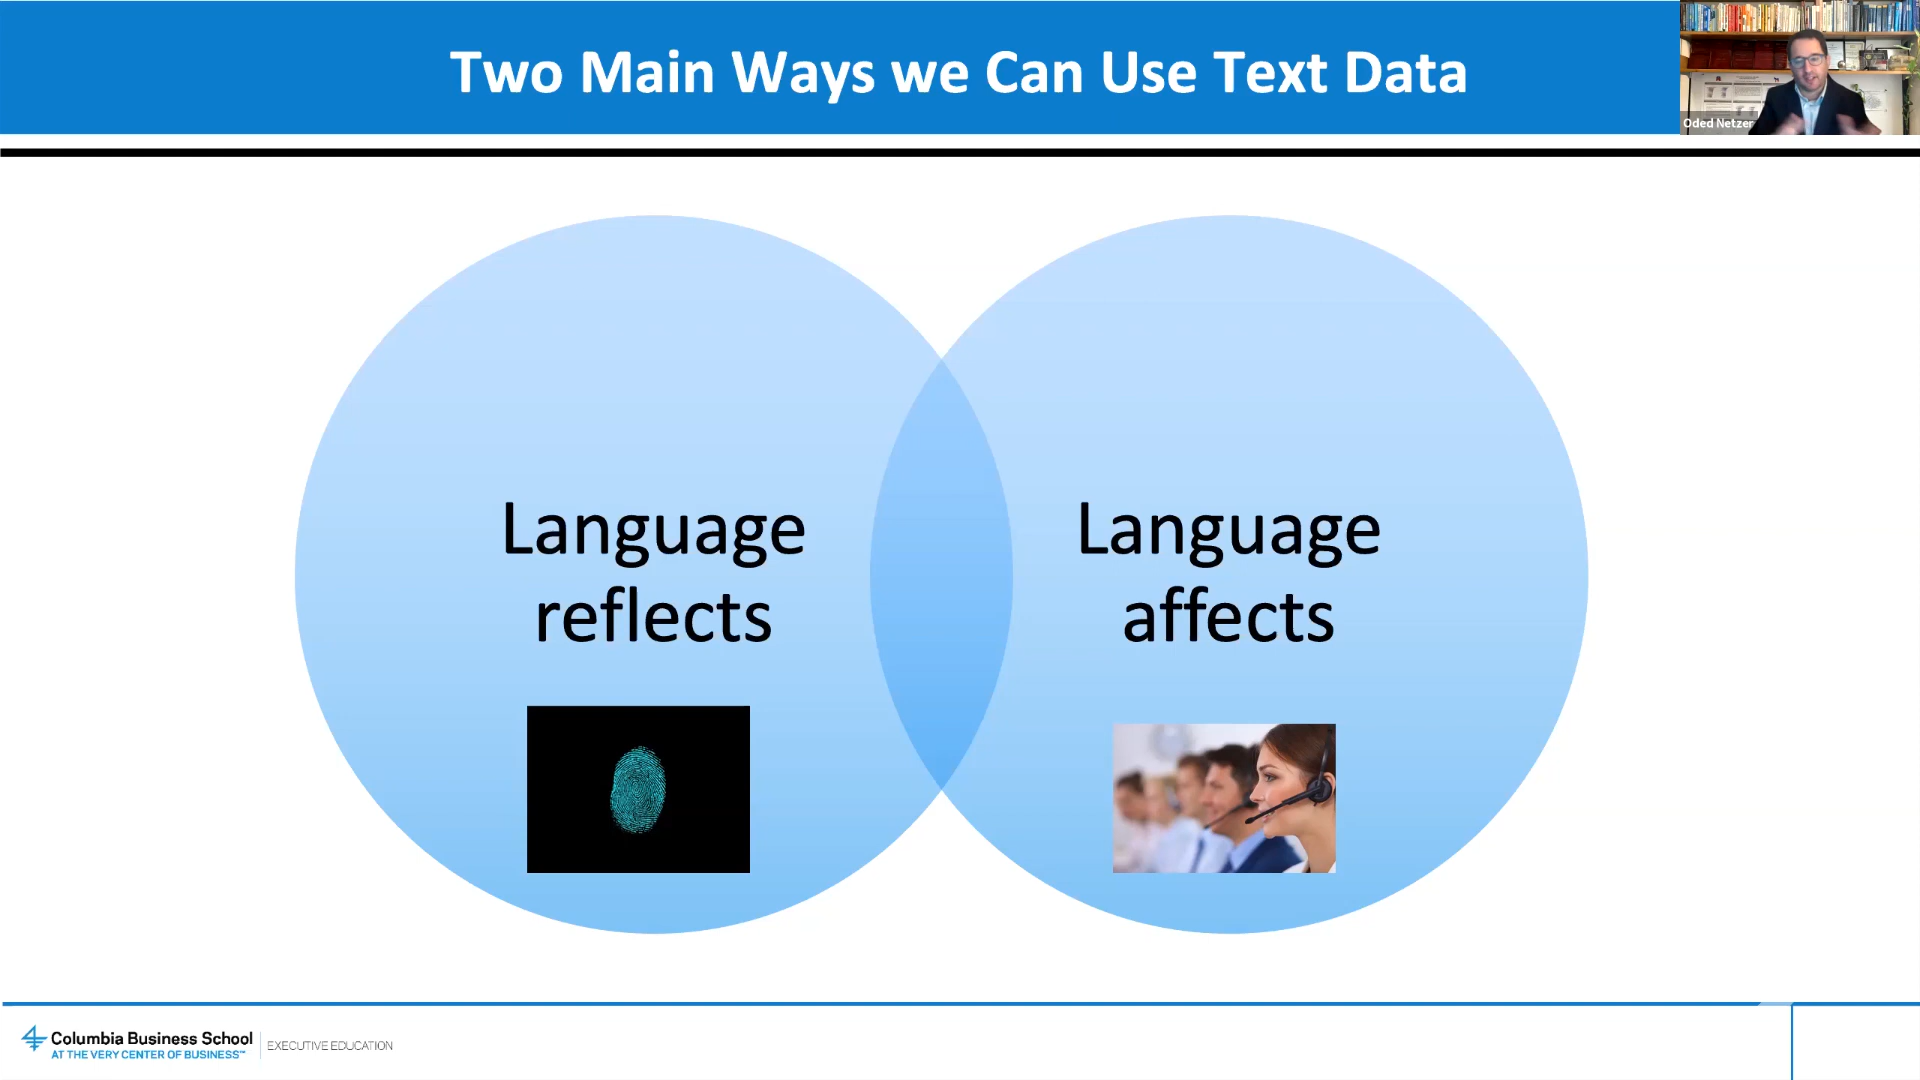 Two Main Ways we Can Use Text Data
Oded Netzer
Language
reflects
Language
affects
Columbia Business School
AT THE VERY CENTER OF BUSINESS™
EXECUTIVE EDUCATION